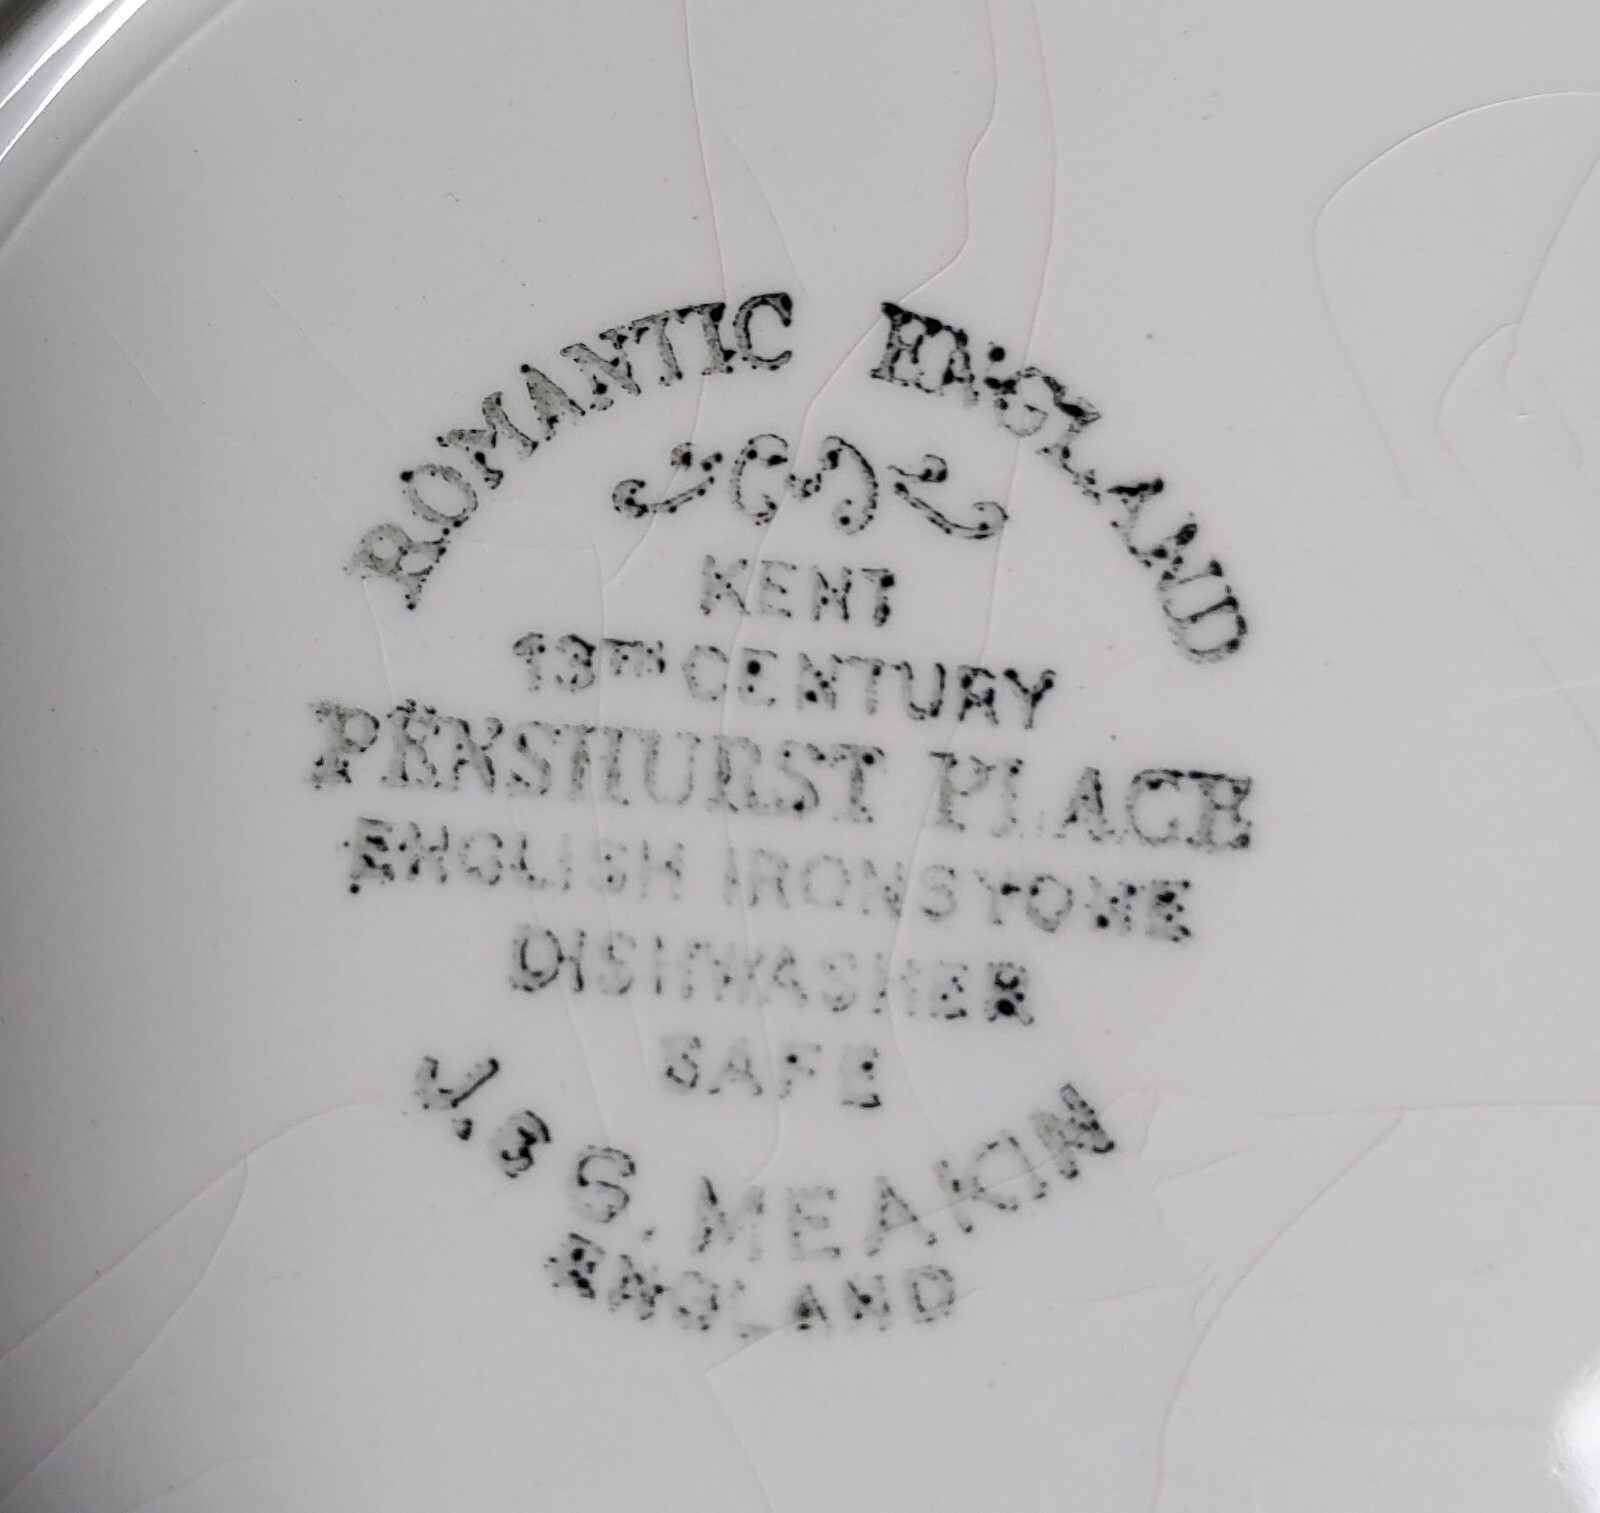 ROMANTIC ENGLAND
KENT
13TH CENTURY
PENSHURST PLACE
ENGLISH IRONSTONE
DISHWASHER
SAFE
J. & G. MEAKIN
ENGLAND